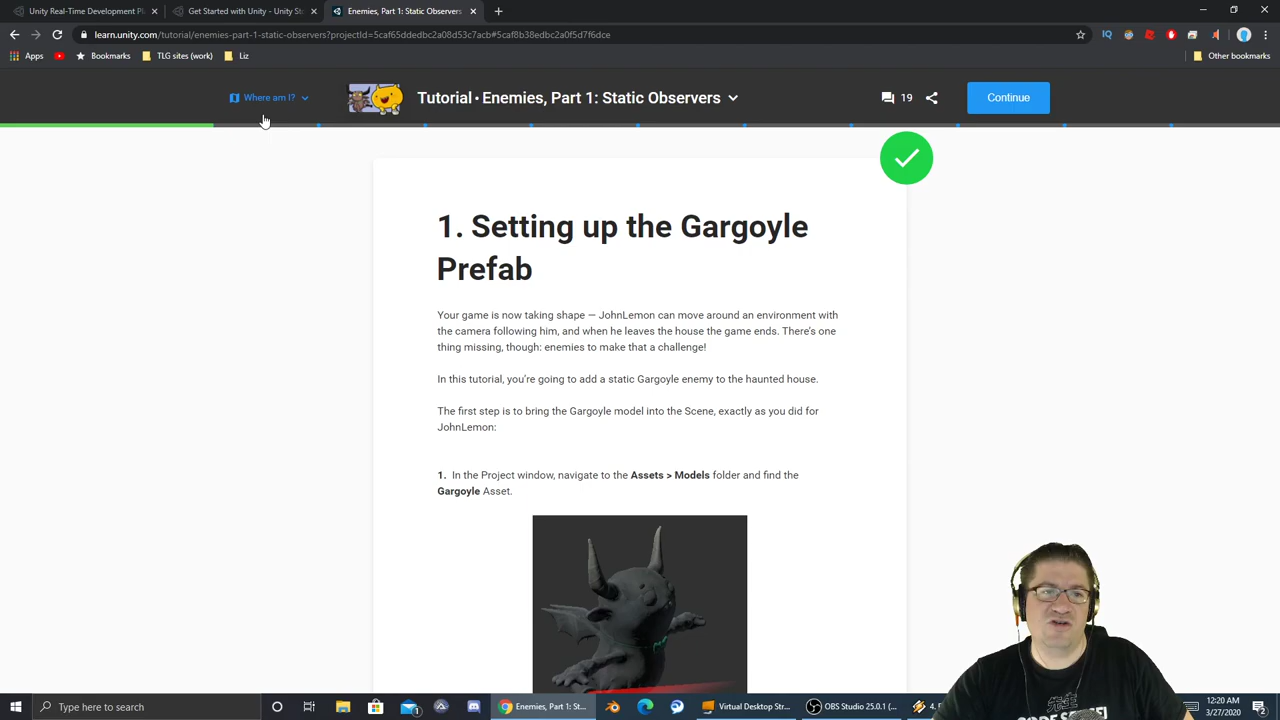 Unity Real-Time Development Pl
Get Started with Unity - Unity St
Enemies, Part 1: Static Observers
learn.unity.com/tutorial/enemies-part-1-static-observers?projectId=5caf65ddedbc2a08d53c7acb#5caf8b38edbc2a0f5d7f6dce
Apps
Bookmarks
TLG sites (work)
Liz
Other bookmarks
Where am I?
Tutorial • Enemies, Part 1: Static Observers
19
Continue
1. Setting up the Gargoyle
Prefab
Your game is now taking shape — JohnLemon can move around an environment with
the camera following him, and when he leaves the house the game ends. There's one
thing missing, though: enemies to make that a challenge!
In this tutorial, you're going to add a static Gargoyle enemy to the haunted house.
The first step is to bring the Gargoyle model into the Scene, exactly as you did for
JohnLemon:
1. In the Project window, navigate to the Assets > Models folder and find the
Gargoyle Asset.
Type here to search
Enemies, Part 1: St...
Virtual Desktop Str...
OBS Studio 25.0.1 (...
4.
12:20 AM
3/27/2020
先生
CODE SENSEI